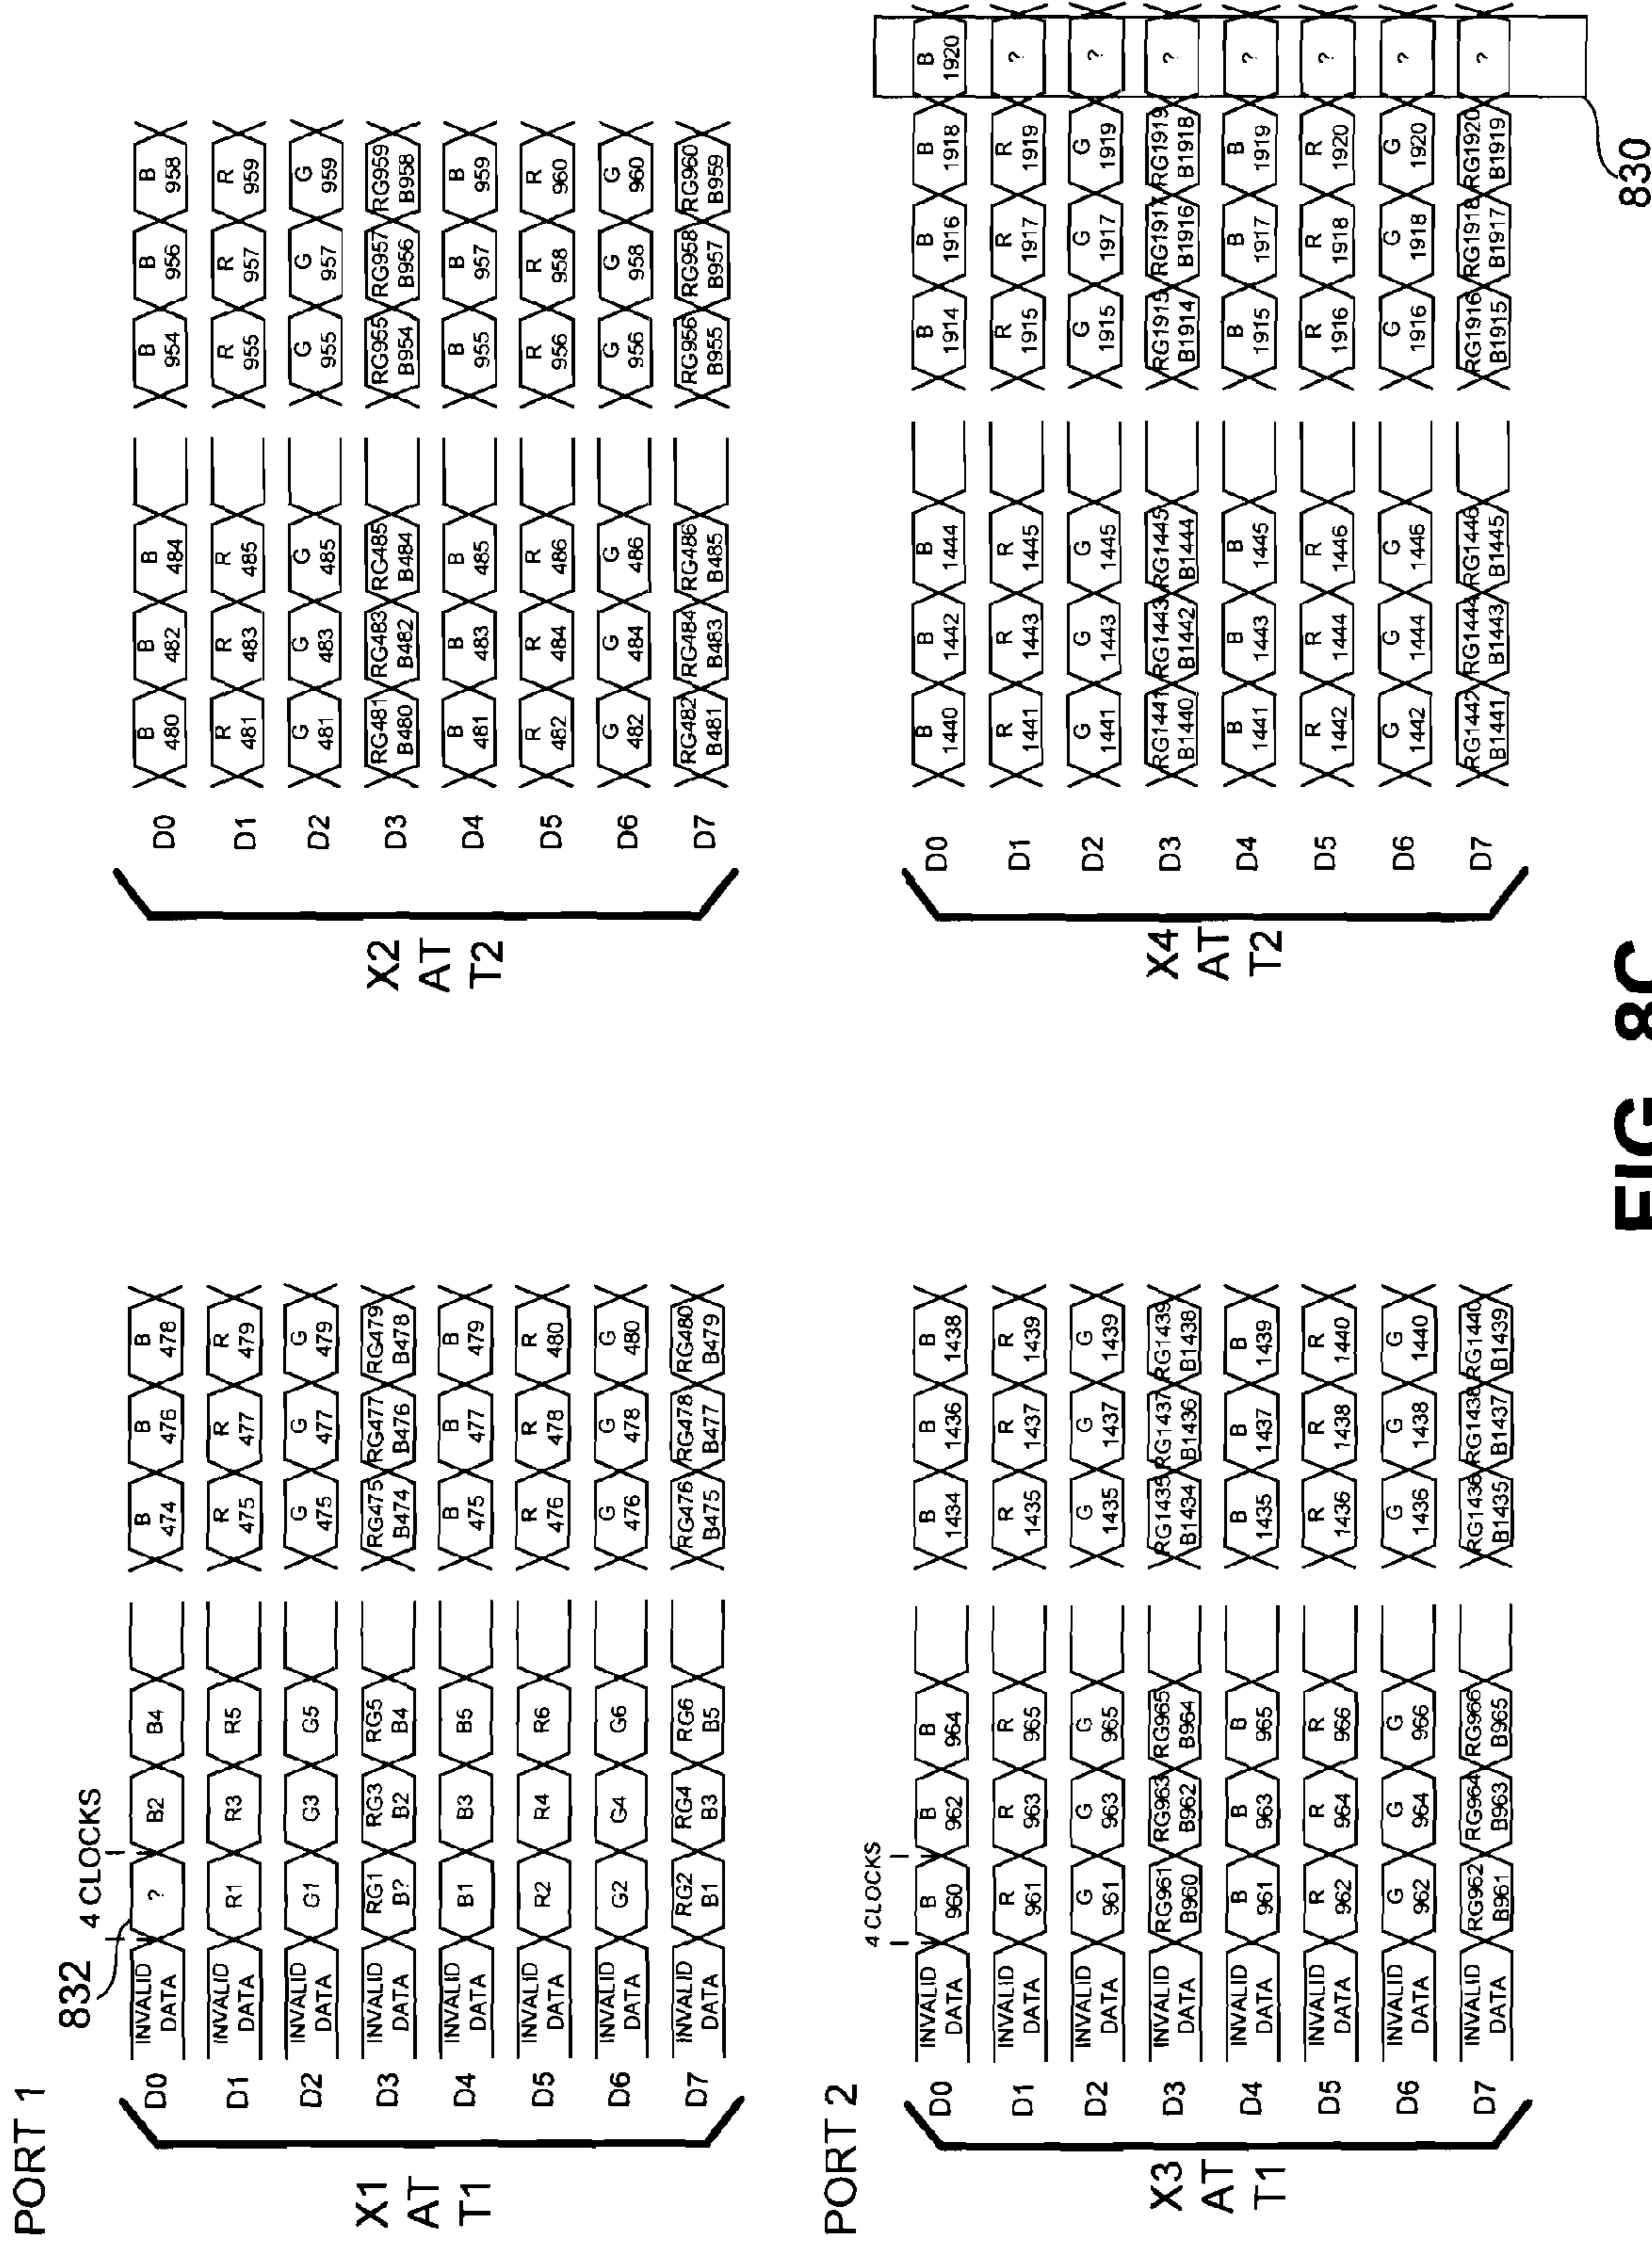 PORT 1
832
4 CLOCKS
X1
AT
T1
D0 INVALID DATA ? B2 B4 B 474 B 476 B 478
D1 INVALID DATA R1 R3 R5 R 475 R 477 R 479
D2 INVALID DATA G1 G3 G5 G 475 G 477 G 479
D3 INVALID DATA RG1 B? RG3 B2 RG5 B4 RG475 B474 RG477 B476 RG479 B478
D4 INVALID DATA B1 B3 B5 B 475 B 477 B 479
D5 INVALID DATA R2 R4 R6 R 476 R 478 R 480
D6 INVALID DATA G2 G4 G6 G 476 G 478 G 480
D7 INVALID DATA RG2 B1 RG4 B3 RG6 B5 RG476 B475 RG478 B477 RG480 B479
X2
AT
T2
D0 B 480 B 482 B 484 B 954 B 956 B 958
D1 R 481 R 483 R 485 R 955 R 957 R 959
D2 G 481 G 483 G 485 G 955 G 957 G 959
D3 RG481 B480 RG483 B482 RG485 B484 RG955 B954 RG957 B956 RG959 B958
D4 B 481 B 483 B 485 B 955 B 957 B 959
D5 R 482 R 484 R 486 R 956 R 958 R 960
D6 G 482 G 484 G 486 G 956 G 958 G 960
D7 RG482 B481 RG484 B483 RG486 B485 RG956 B955 RG958 B957 RG960 B959
PORT 2
4 CLOCKS
X3
AT
T1
D0 INVALID DATA B 960 B 962 B 964 B 1434 B 1436 B 1438
D1 INVALID DATA R 961 R 963 R 965 R 1435 R 1437 R 1439
D2 INVALID DATA G 961 G 963 G 965 G 1435 G 1437 G 1439
D3 INVALID DATA RG961 B960 RG963 B962 RG965 B964 RG1435 B1434 RG1437 B1436 RG1439 B1438
D4 INVALID DATA B 961 B 963 B 965 B 1435 B 1437 B 1439
D5 INVALID DATA R 962 R 964 R 966 R 1436 R 1438 R 1440
D6 INVALID DATA G 962 G 964 G 966 G 1436 G 1438 G 1440
D7 INVALID DATA RG962 B961 RG964 B963 RG966 B965 RG1436 B1435 RG1438 B1437 RG1440 B1439
X4
AT
T2
D0 B 1440 B 1442 B 1444 B 1914 B 1916 B 1918 B 1920
D1 R 1441 R 1443 R 1445 R 1915 R 1917 R 1919 ?
D2 G 1441 G 1443 G 1445 G 1915 G 1917 G 1919 ?
D3 RG1441 B1440 RG1443 B1442 RG1445 B1444 RG1915 B1914 RG1917 B1916 RG1919 B1918 ?
D4 B 1441 B 1443 B 1445 B 1915 B 1917 B 1919 ?
D5 R 1442 R 1444 R 1446 R 1916 R 1918 R 1920 ?
D6 G 1442 G 1444 G 1446 G 1916 G 1918 G 1920 ?
D7 RG1442 B1441 RG1444 B1443 RG1446 B1445 RG1916 B1915 RG1918 B1917 RG1920 B1919 ?
830
FIG. 8C